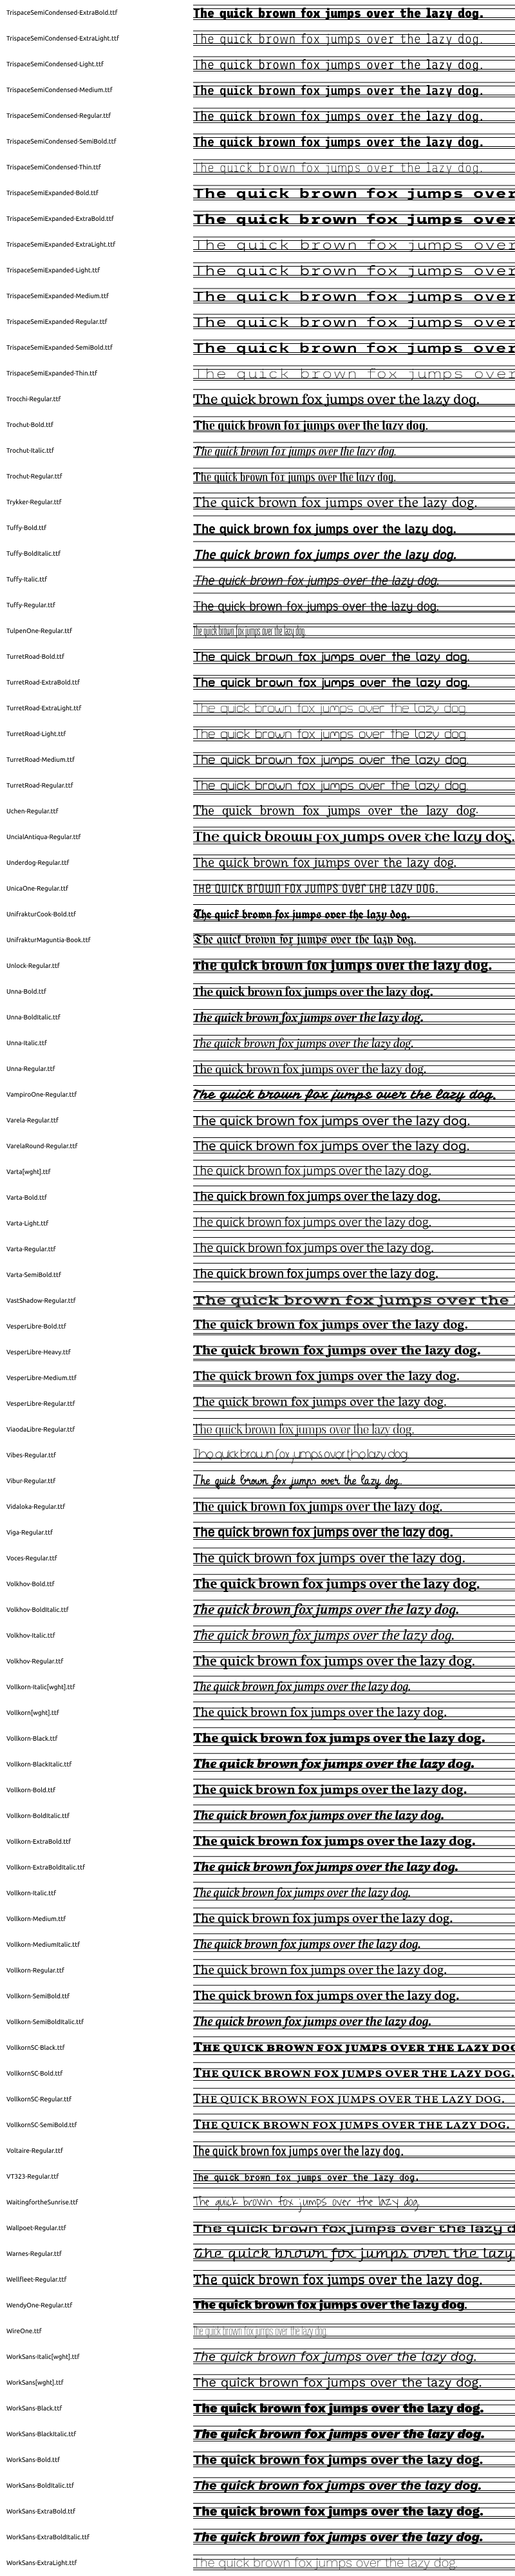 TrispaceSemiCondensed-ExtraBold.ttf The quick brown fox jumps over the lazy dog.
TrispaceSemiCondensed-ExtraLight.ttf The quick brown fox jumps over the lazy dog.
TrispaceSemiCondensed-Light.ttf The quick brown fox jumps over the lazy dog.
TrispaceSemiCondensed-Medium.ttf The quick brown fox jumps over the lazy dog.
TrispaceSemiCondensed-Regular.ttf The quick brown fox jumps over the lazy dog.
TrispaceSemiCondensed-SemiBold.ttf The quick brown fox jumps over the lazy dog.
TrispaceSemiCondensed-Thin.ttf The quick brown fox jumps over the lazy dog.
TrispaceSemiExpanded-Bold.ttf The quick brown fox jumps over
TrispaceSemiExpanded-ExtraBold.ttf The quick brown fox jumps over
TrispaceSemiExpanded-ExtraLight.ttf The quick brown fox jumps over
TrispaceSemiExpanded-Light.ttf The quick brown fox jumps over
TrispaceSemiExpanded-Medium.ttf The quick brown fox jumps over
TrispaceSemiExpanded-Regular.ttf The quick brown fox jumps over
TrispaceSemiExpanded-SemiBold.ttf The quick brown fox jumps over
TrispaceSemiExpanded-Thin.ttf The quick brown fox jumps over
Trocchi-Regular.ttf The quick brown fox jumps over the lazy dog.
Trochut-Bold.ttf The quick brown fox jumps over the lazy dog.
Trochut-Italic.ttf The quick brown fox jumps over the lazy dog.
Trochut-Regular.ttf The quick brown fox jumps over the lazy dog.
Trykker-Regular.ttf The quick brown fox jumps over the lazy dog.
Tuffy-Bold.ttf The quick brown fox jumps over the lazy dog.
Tuffy-BoldItalic.ttf The quick brown fox jumps over the lazy dog.
Tuffy-Italic.ttf The quick brown fox jumps over the lazy dog.
Tuffy-Regular.ttf The quick brown fox jumps over the lazy dog.
TulpenOne-Regular.ttf The quick brown fox jumps over the lazy dog.
TurretRoad-Bold.ttf The quick brown fox jumps over the lazy dog.
TurretRoad-ExtraBold.ttf The quick brown fox jumps over the lazy dog.
TurretRoad-ExtraLight.ttf The quick brown fox jumps over the lazy dog.
TurretRoad-Light.ttf The quick brown fox jumps over the lazy dog.
TurretRoad-Medium.ttf The quick brown fox jumps over the lazy dog.
TurretRoad-Regular.ttf The quick brown fox jumps over the lazy dog.
Uchen-Regular.ttf The quick brown fox jumps over the lazy dog.
UncialAntiqua-Regular.ttf The quick brown fox jumps over the lazy dog.
Underdog-Regular.ttf The quick brown fox jumps over the lazy dog.
UnicaOne-Regular.ttf THE QUICK BROWN FOX JUMPS OVER THE LAZY DOG.
UnifrakturCook-Bold.ttf The quick brown fox jumps over the lazy dog.
UnifrakturMaguntia-Book.ttf The quick brown fox jumps over the lazy dog.
Unlock-Regular.ttf The quick brown fox jumps over the lazy dog.
Unna-Bold.ttf The quick brown fox jumps over the lazy dog.
Unna-BoldItalic.ttf The quick brown fox jumps over the lazy dog.
Unna-Italic.ttf The quick brown fox jumps over the lazy dog.
Unna-Regular.ttf The quick brown fox jumps over the lazy dog.
VampiroOne-Regular.ttf The quick brown fox jumps over the lazy dog.
Varela-Regular.ttf The quick brown fox jumps over the lazy dog.
VarelaRound-Regular.ttf The quick brown fox jumps over the lazy dog.
Varta[wght].ttf The quick brown fox jumps over the lazy dog.
Varta-Bold.ttf The quick brown fox jumps over the lazy dog.
Varta-Light.ttf The quick brown fox jumps over the lazy dog.
Varta-Regular.ttf The quick brown fox jumps over the lazy dog.
Varta-SemiBold.ttf The quick brown fox jumps over the lazy dog.
VastShadow-Regular.ttf The quick brown fox jumps over the
VesperLibre-Bold.ttf The quick brown fox jumps over the lazy dog.
VesperLibre-Heavy.ttf The quick brown fox jumps over the lazy dog.
VesperLibre-Medium.ttf The quick brown fox jumps over the lazy dog.
VesperLibre-Regular.ttf The quick brown fox jumps over the lazy dog.
ViaodaLibre-Regular.ttf The quick brown fox jumps over the lazy dog.
Vibes-Regular.ttf The quick brown fox jumps over the lazy dog.
Vibur-Regular.ttf The quick brown fox jumps over the lazy dog.
Vidaloka-Regular.ttf The quick brown fox jumps over the lazy dog.
Viga-Regular.ttf The quick brown fox jumps over the lazy dog.
Voces-Regular.ttf The quick brown fox jumps over the lazy dog.
Volkhov-Bold.ttf The quick brown fox jumps over the lazy dog.
Volkhov-BoldItalic.ttf The quick brown fox jumps over the lazy dog.
Volkhov-Italic.ttf The quick brown fox jumps over the lazy dog.
Volkhov-Regular.ttf The quick brown fox jumps over the lazy dog.
Vollkorn-Italic[wght].ttf The quick brown fox jumps over the lazy dog.
Vollkorn[wght].ttf The quick brown fox jumps over the lazy dog.
Vollkorn-Black.ttf The quick brown fox jumps over the lazy dog.
Vollkorn-BlackItalic.ttf The quick brown fox jumps over the lazy dog.
Vollkorn-Bold.ttf The quick brown fox jumps over the lazy dog.
Vollkorn-BoldItalic.ttf The quick brown fox jumps over the lazy dog.
Vollkorn-ExtraBold.ttf The quick brown fox jumps over the lazy dog.
Vollkorn-ExtraBoldItalic.ttf The quick brown fox jumps over the lazy dog.
Vollkorn-Italic.ttf The quick brown fox jumps over the lazy dog.
Vollkorn-Medium.ttf The quick brown fox jumps over the lazy dog.
Vollkorn-MediumItalic.ttf The quick brown fox jumps over the lazy dog.
Vollkorn-Regular.ttf The quick brown fox jumps over the lazy dog.
Vollkorn-SemiBold.ttf The quick brown fox jumps over the lazy dog.
Vollkorn-SemiBoldItalic.ttf The quick brown fox jumps over the lazy dog.
VollkornSC-Black.ttf The quick brown fox jumps over the lazy dog
VollkornSC-Bold.ttf The quick brown fox jumps over the lazy dog.
VollkornSC-Regular.ttf The quick brown fox jumps over the lazy dog.
VollkornSC-SemiBold.ttf The quick brown fox jumps over the lazy dog.
Voltaire-Regular.ttf The quick brown fox jumps over the lazy dog.
VT323-Regular.ttf The quick brown fox jumps over the lazy dog.
WaitingfortheSunrise.ttf The quick brown fox jumps over the lazy dog.
Wallpoet-Regular.ttf The quick brown fox jumps over the lazy d
Warnes-Regular.ttf The quick brown fox jumps over the lazy
Wellfleet-Regular.ttf The quick brown fox jumps over the lazy dog.
WendyOne-Regular.ttf The quick brown fox jumps over the lazy dog.
WireOne.ttf The quick brown fox jumps over the lazy dog.
WorkSans-Italic[wght].ttf The quick brown fox jumps over the lazy dog.
WorkSans[wght].ttf The quick brown fox jumps over the lazy dog.
WorkSans-Black.ttf The quick brown fox jumps over the lazy dog.
WorkSans-BlackItalic.ttf The quick brown fox jumps over the lazy dog.
WorkSans-Bold.ttf The quick brown fox jumps over the lazy dog.
WorkSans-BoldItalic.ttf The quick brown fox jumps over the lazy dog.
WorkSans-ExtraBold.ttf The quick brown fox jumps over the lazy dog.
WorkSans-ExtraBoldItalic.ttf The quick brown fox jumps over the lazy dog.
WorkSans-ExtraLight.ttf The quick brown fox jumps over the lazy dog.